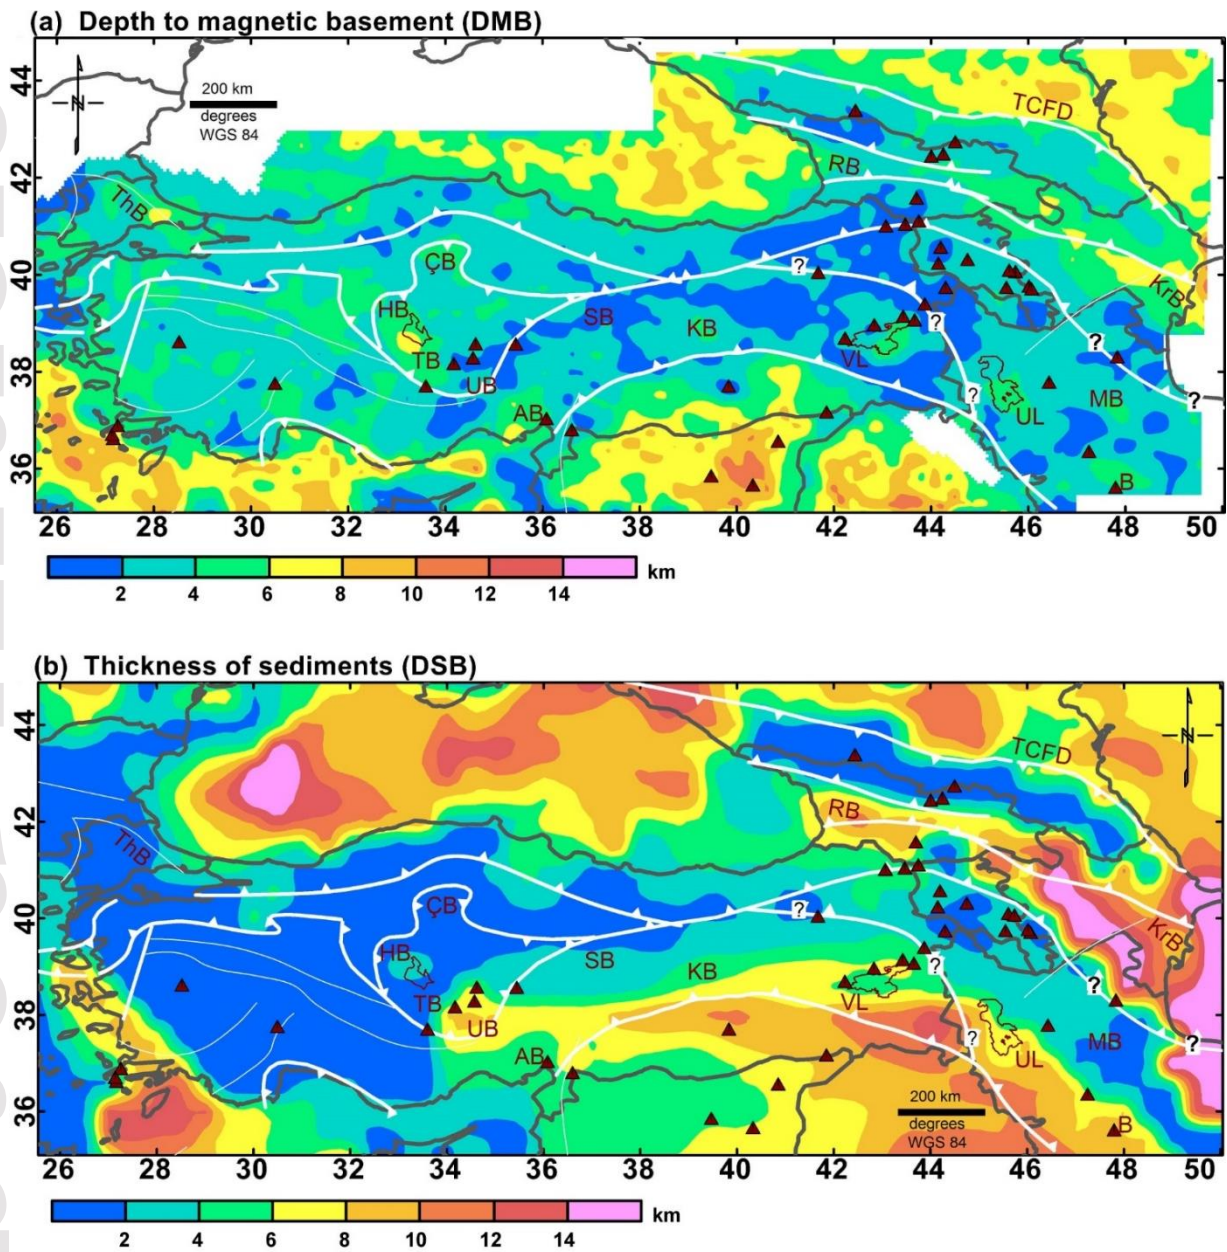 (a) Depth to magnetic basement (DMB)
44
42
40
38
36
N
200 km
degrees
WGS 84
TCFD
RB
ThB
ÇB
?
KrB
HB
SB
KB
?
?
TB
VL
UB
?
MB
AB
UL
?
B
26 28 30 32 34 36 38 40 42 44 46 48 50
2 4 6 8 10 12 14 km
(b) Thickness of sediments (DSB)
44
42
40
38
36
N
TCFD
RB
ThB
ÇB
?
KrB
HB
SB
KB
?
?
TB
VL
UB
?
MB
AB
UL
?
200 km
degrees
WGS 84
B
26 28 30 32 34 36 38 40 42 44 46 48 50
2 4 6 8 10 12 14 km